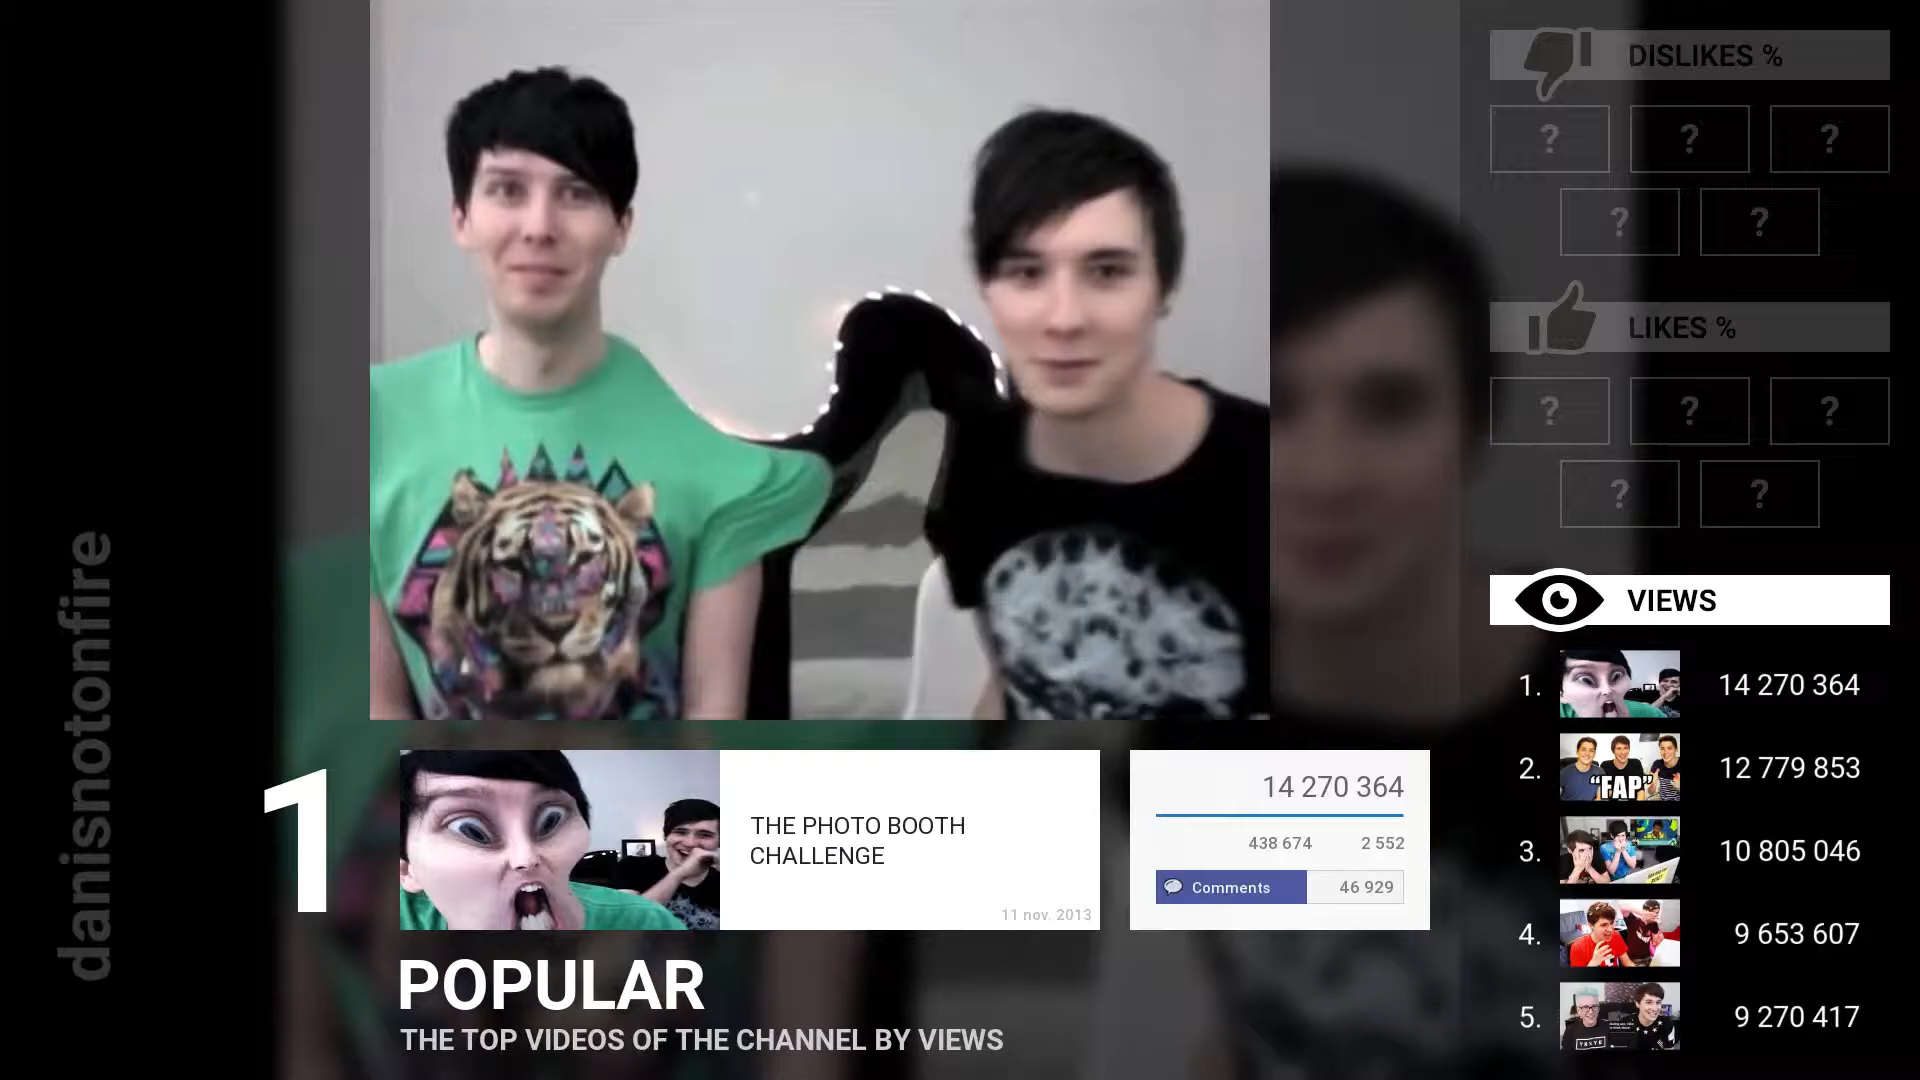 danisnotonfire
DISLIKES %
? ? ?
? ?
LIKES %
? ? ?
? ?
VIEWS
1. 14 270 364
2. "FAP" 12 779 853
3. 10 805 046
4. 9 653 607
5. 9 270 417
1
THE PHOTO BOOTH
CHALLENGE
11 nov. 2013
14 270 364
438 674 2 552
Comments 46 929
POPULAR
THE TOP VIDEOS OF THE CHANNEL BY VIEWS